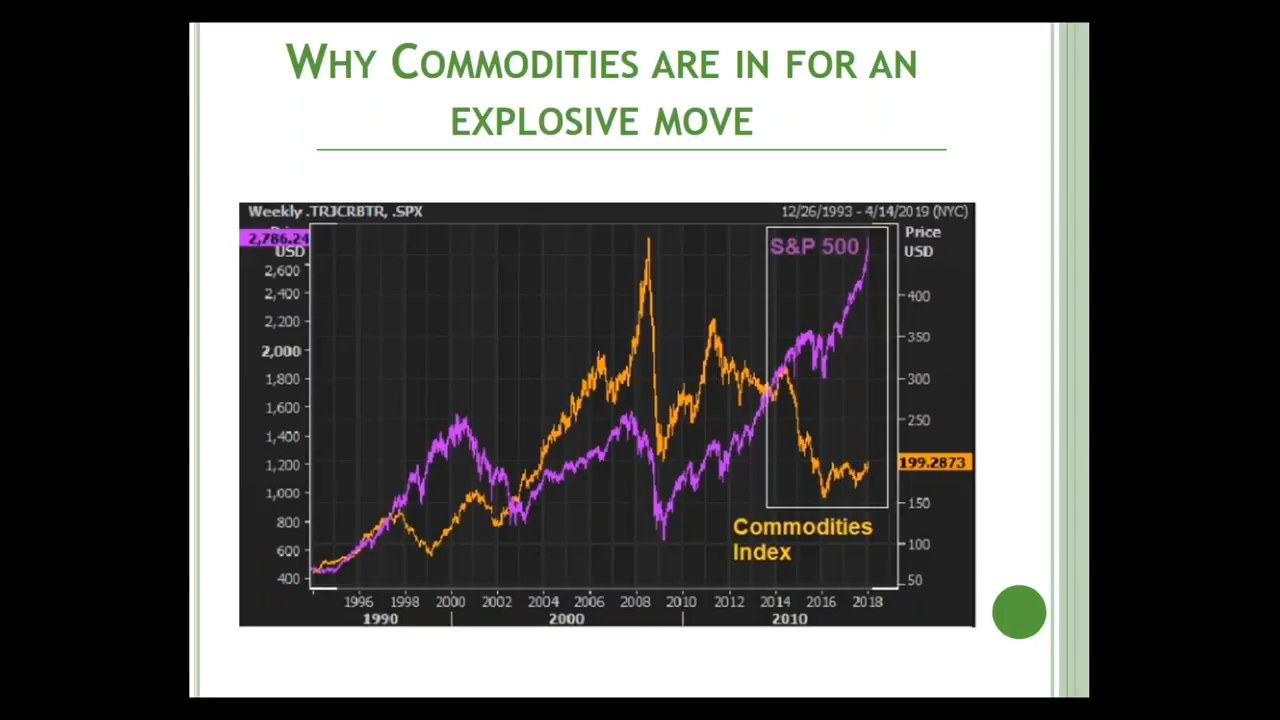 WHY COMMODITIES ARE IN FOR AN
EXPLOSIVE MOVE
Weekly .TRJCRBTR, .SPX
12/26/1993 - 4/14/2019 (NYC)
2,786.24
USD
2,600
2,400
2,200
2,000
1,800
1,600
1,400
1,200
1,000
800
600
400
S&P 500
Price
USD
400
350
300
250
199.2873
150
100
50
Commodities
Index
1996 1998 2000 2002 2004 2006 2008 2010 2012 2014 2016 2018
1990 2000 2010